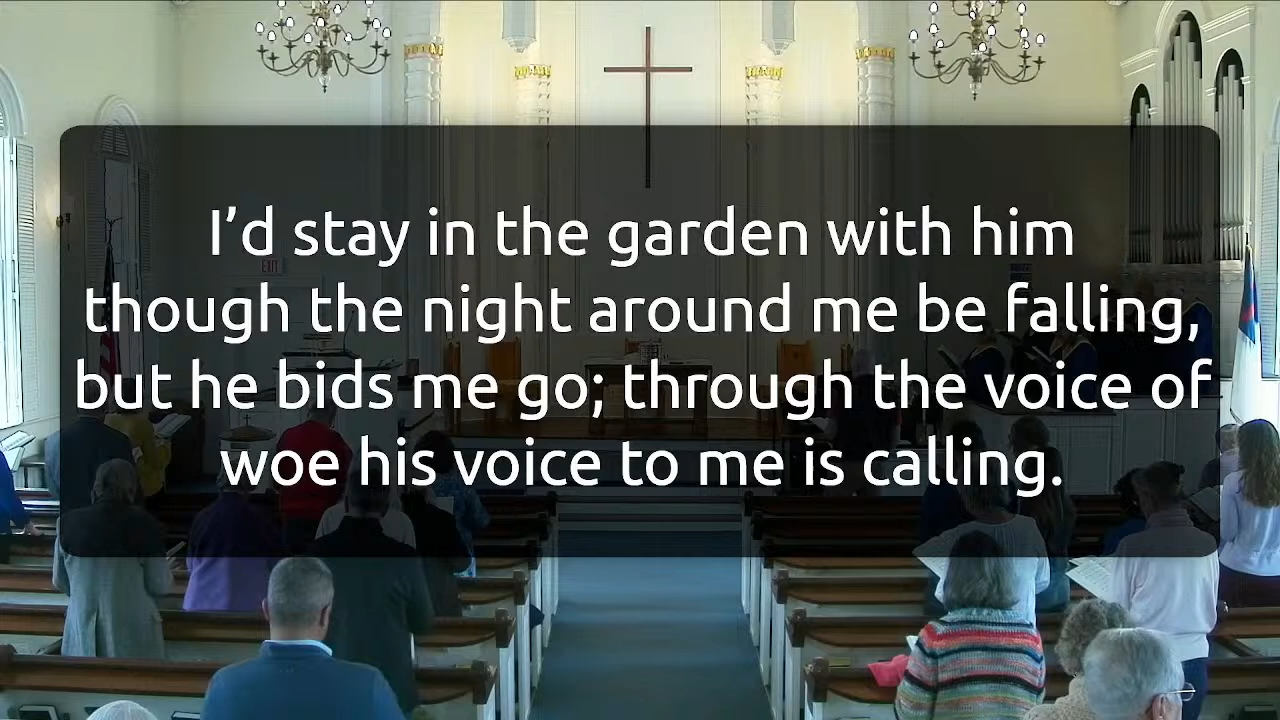 I’d stay in the garden with him
though the night around me be falling,
but he bids me go; through the voice of
woe his voice to me is calling.
EXIT